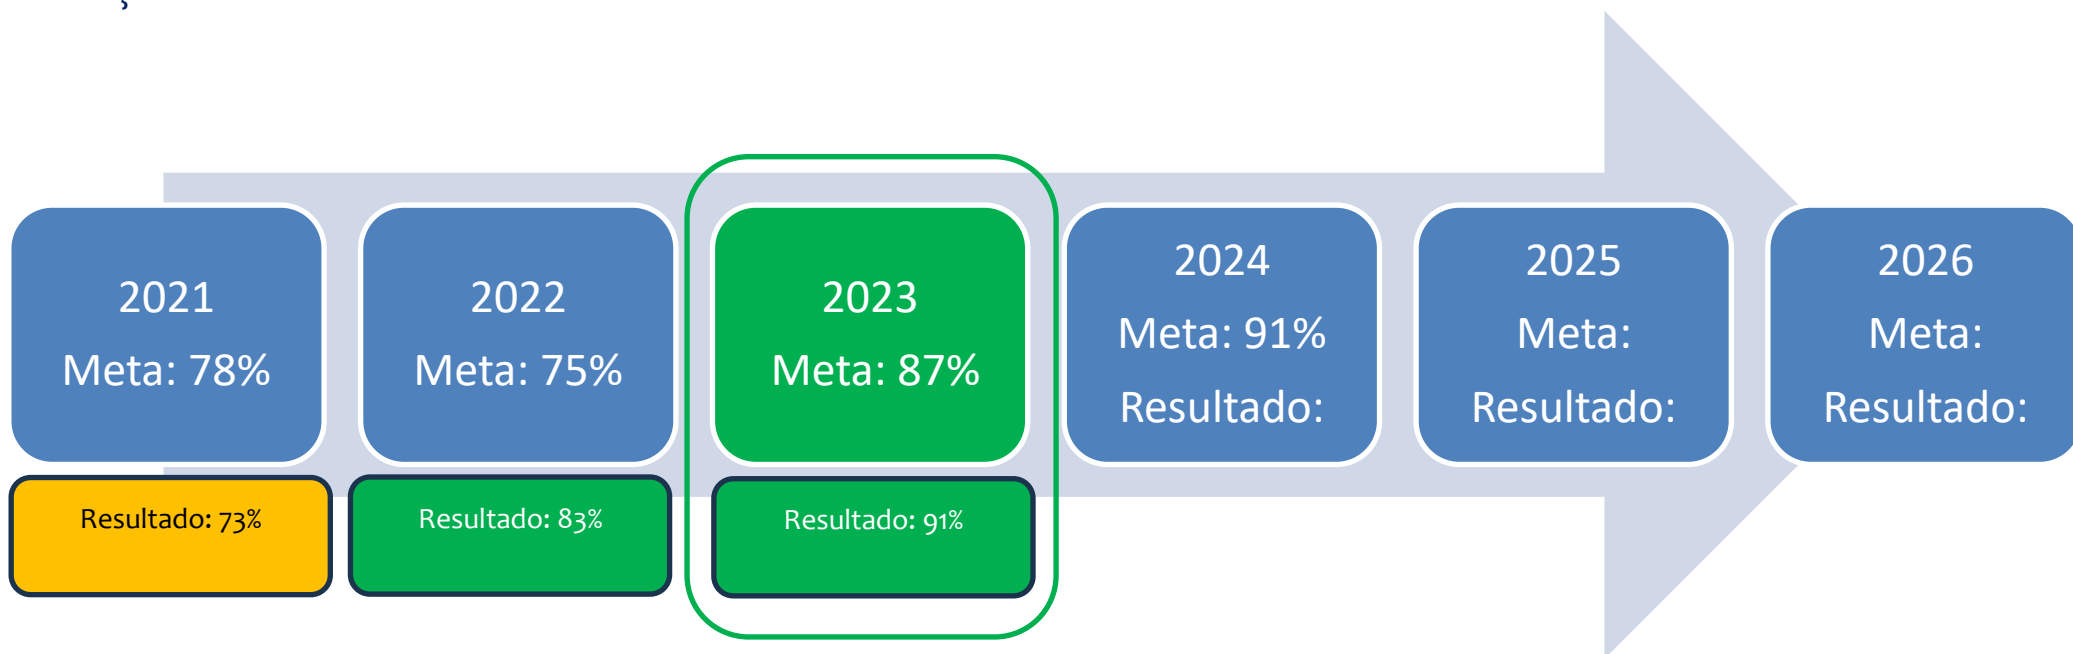 2021
Meta: 78%
Resultado: 73%
2022
Meta: 75%
Resultado: 83%
2023
Meta: 87%
Resultado: 91%
2024
Meta: 91%
Resultado:
2025
Meta:
Resultado:
2026
Meta:
Resultado: